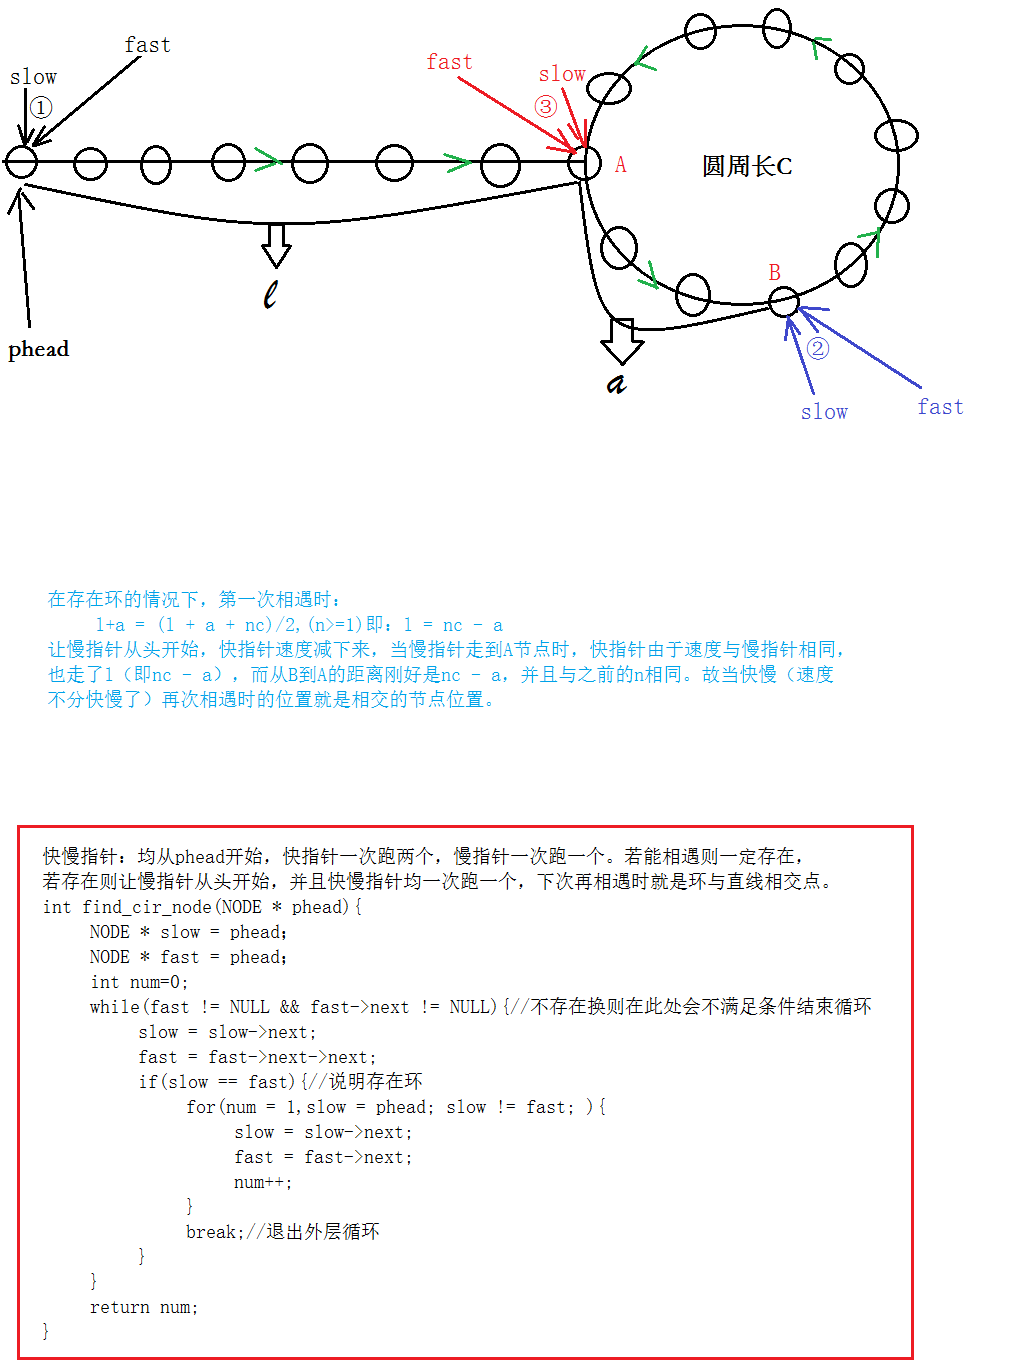 fast
slow
①
fast
slow
③
A
圆周长C
B
l
②
phead
a
slow
fast
在存在环的情况下，第一次相遇时：
l+a = (l + a + nc)/2,(n>=1)即：l = nc - a
让慢指针从头开始，快指针速度减下来，当慢指针走到A节点时，快指针由于速度与慢指针相同，
也走了l（即nc - a），而从B到A的距离刚好是nc - a，并且与之前的n相同。故当快慢（速度
不分快慢了）再次相遇时的位置就是相交的节点位置。
快慢指针：均从phead开始，快指针一次跑两个，慢指针一次跑一个。若能相遇则一定存在，
若存在则让慢指针从头开始，并且快慢指针均一次跑一个，下次再相遇时就是环与直线相交点。
int find_cir_node(NODE * phead){
NODE * slow = phead;
NODE * fast = phead;
int num=0;
while(fast != NULL && fast->next != NULL){//不存在换则在此处会不满足条件结束循环
slow = slow->next;
fast = fast->next->next;
if(slow == fast){//说明存在环
for(num = 1,slow = phead; slow != fast; ){
slow = slow->next;
fast = fast->next;
num++;
}
break;//退出外层循环
}
}
return num;
}